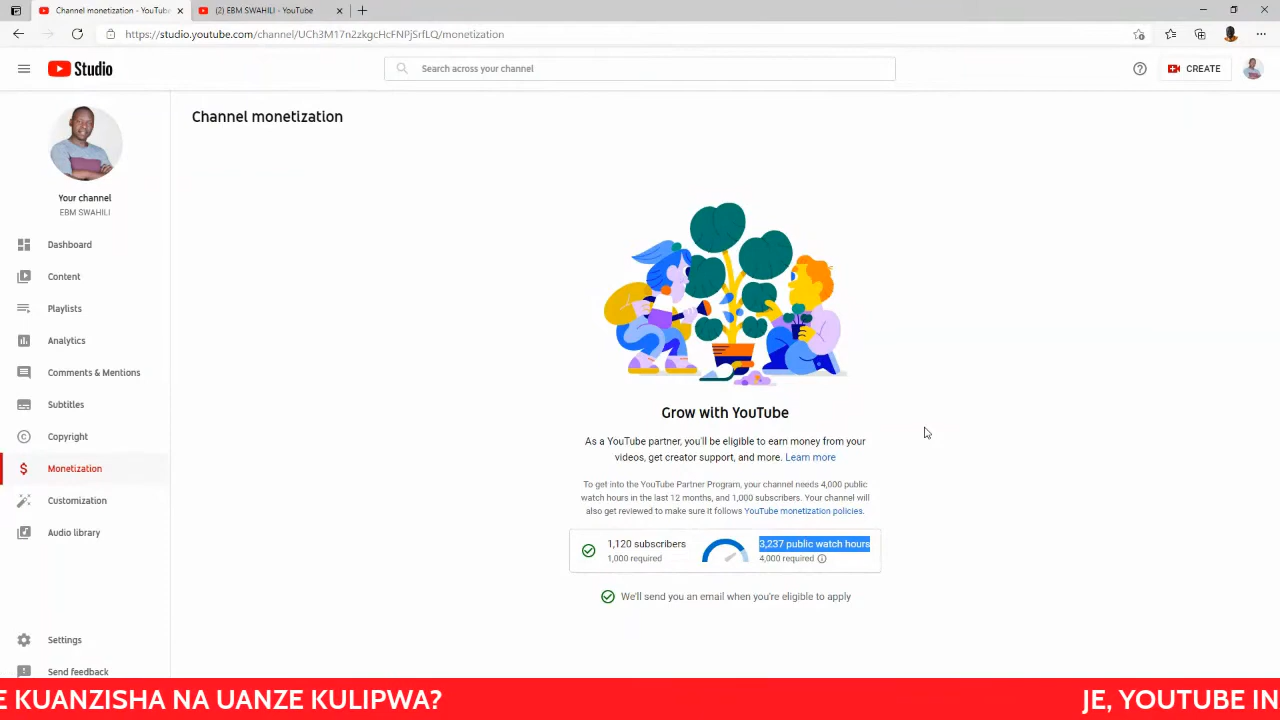 Channel monetization - YouTub
(2) EBM SWAHILI - YouTube
https://studio.youtube.com/channel/UCh3M17n2zkgcHcFNPjSrfLQ/monetization
Studio
Search across your channel
CREATE
Channel monetization
Your channel
EBM SWAHILI
Dashboard
Content
Playlists
Analytics
Comments & Mentions
Subtitles
Copyright
Monetization
Customization
Audio library
Settings
Send feedback
Grow with YouTube
As a YouTube partner, you'll be eligible to earn money from your
videos, get creator support, and more. Learn more
To get into the YouTube Partner Program, your channel needs 4,000 public
watch hours in the last 12 months, and 1,000 subscribers. Your channel will
also get reviewed to make sure it follows YouTube monetization policies.
1,120 subscribers
1,000 required
3,237 public watch hours
4,000 required
We'll send you an email when you're eligible to apply
E KUANZISHA NA UANZE KULIPWA? JE, YOUTUBE IN